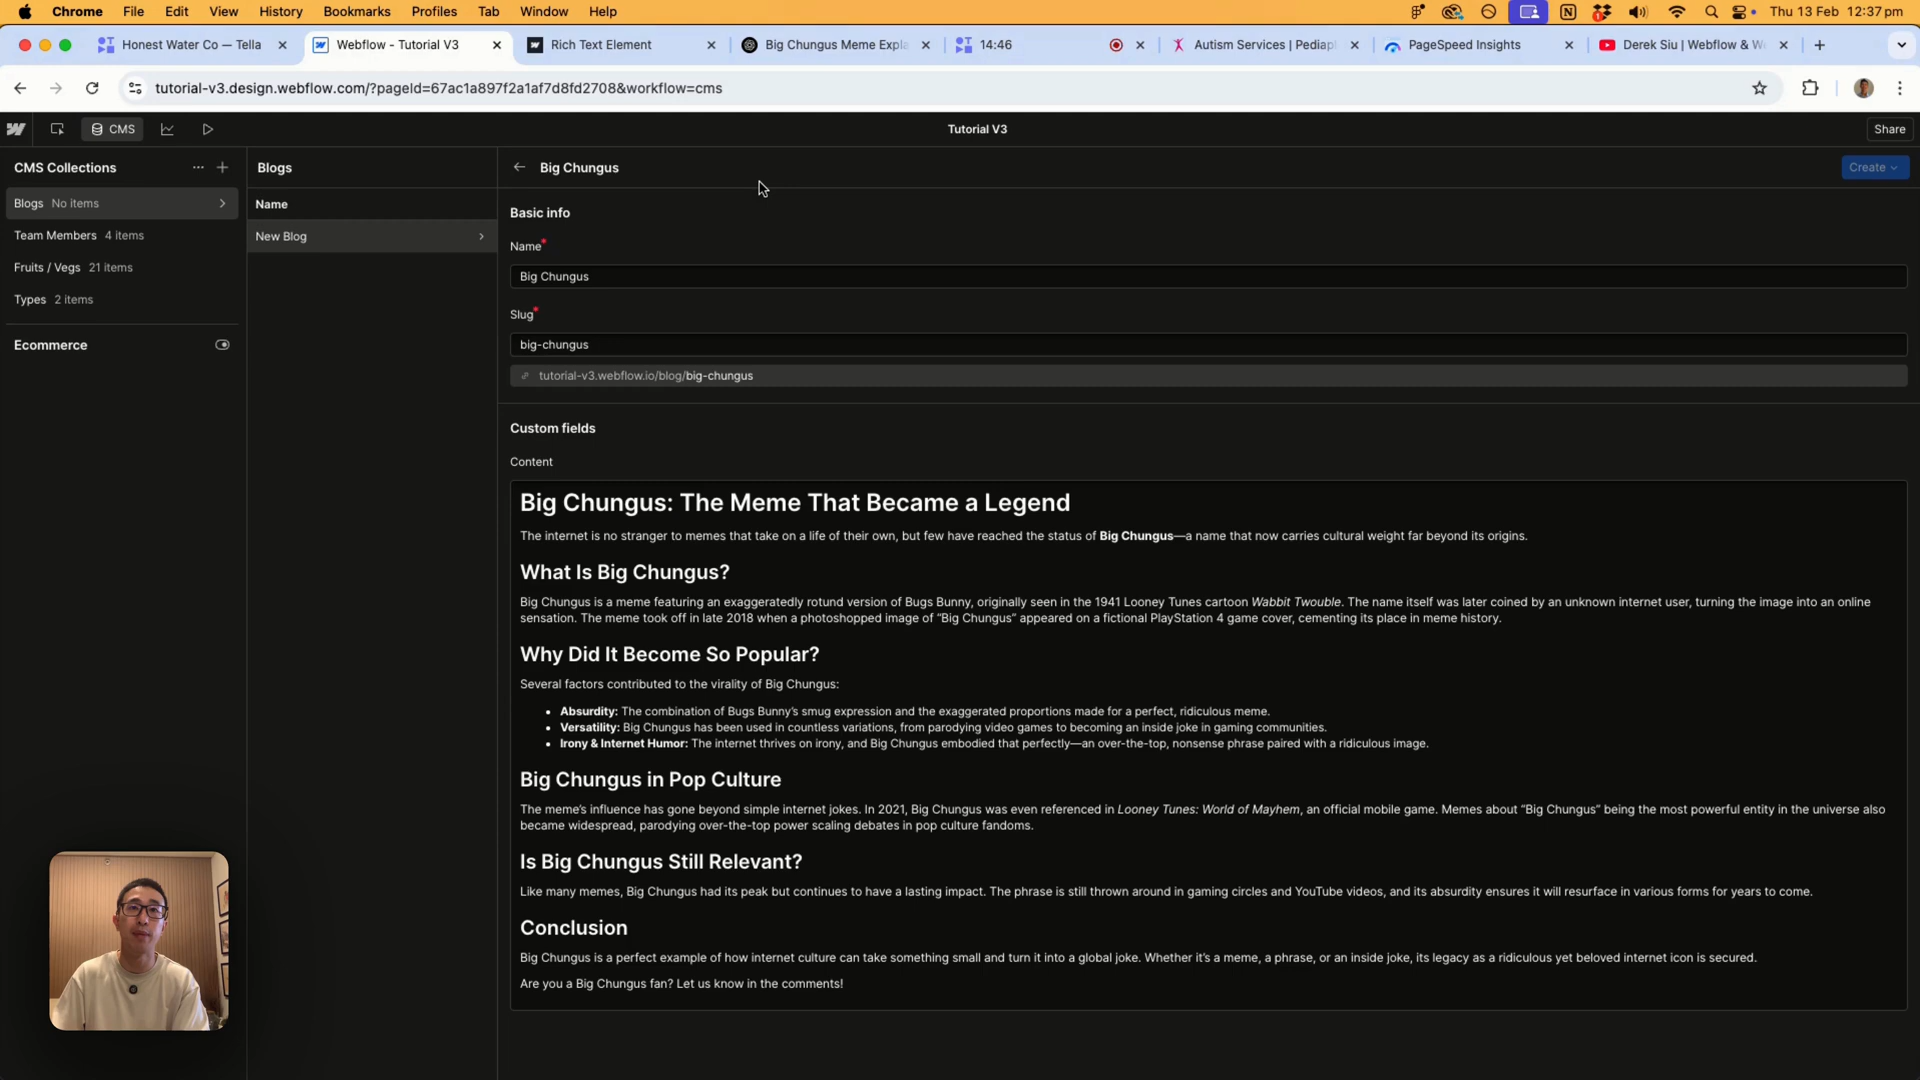 Chrome File Edit View History Bookmarks Profiles Tab Window Help Thu 13 Feb 12:37 pm
Honest Water Co — Tella Webflow - Tutorial V3 Rich Text Element Big Chungus Meme Expla 14:46 Autism Services | Pediap PageSpeed Insights Derek Siu | Webflow & W
tutorial-v3.design.webflow.com/?pageId=67ac1a897f2a1af7d8fd2708&workflow=cms
CMS Tutorial V3 Share
CMS Collections Blogs Big Chungus Create
Blogs No items
Name
Basic info
Team Members 4 items
New Blog
Name*
Fruits / Vegs 21 items
Big Chungus
Types 2 items
Slug*
Ecommerce
big-chungus
tutorial-v3.webflow.io/blog/big-chungus
Custom fields
Content
Big Chungus: The Meme That Became a Legend
The internet is no stranger to memes that take on a life of their own, but few have reached the status of Big Chungus—a name that now carries cultural weight far beyond its origins.
What Is Big Chungus?
Big Chungus is a meme featuring an exaggeratedly rotund version of Bugs Bunny, originally seen in the 1941 Looney Tunes cartoon Wabbit Twouble. The name itself was later coined by an unknown internet user, turning the image into an online
sensation. The meme took off in late 2018 when a photoshopped image of “Big Chungus” appeared on a fictional PlayStation 4 game cover, cementing its place in meme history.
Why Did It Become So Popular?
Several factors contributed to the virality of Big Chungus:
• Absurdity: The combination of Bugs Bunny’s smug expression and the exaggerated proportions made for a perfect, ridiculous meme.
• Versatility: Big Chungus has been used in countless variations, from parodying video games to becoming an inside joke in gaming communities.
• Irony & Internet Humor: The internet thrives on irony, and Big Chungus embodied that perfectly—an over-the-top, nonsense phrase paired with a ridiculous image.
Big Chungus in Pop Culture
The meme’s influence has gone beyond simple internet jokes. In 2021, Big Chungus was even referenced in Looney Tunes: World of Mayhem, an official mobile game. Memes about “Big Chungus” being the most powerful entity in the universe also
became widespread, parodying over-the-top power scaling debates in pop culture fandoms.
Is Big Chungus Still Relevant?
Like many memes, Big Chungus had its peak but continues to have a lasting impact. The phrase is still thrown around in gaming circles and YouTube videos, and its absurdity ensures it will resurface in various forms for years to come.
Conclusion
Big Chungus is a perfect example of how internet culture can take something small and turn it into a global joke. Whether it’s a meme, a phrase, or an inside joke, its legacy as a ridiculous yet beloved internet icon is secured.
Are you a Big Chungus fan? Let us know in the comments!